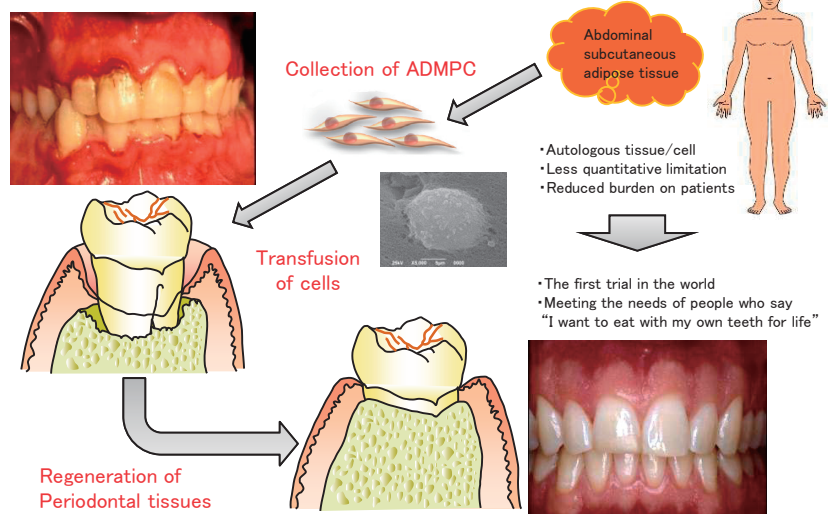 Abdominal
subcutaneous
adipose tissue
Collection of ADMPC
・Autologous tissue/cell
・Less quantitative limitation
・Reduced burden on patients
Transfusion
of cells
・The first trial in the world
・Meeting the needs of people who say
“I want to eat with my own teeth for life”
Regeneration of
Periodontal tissues